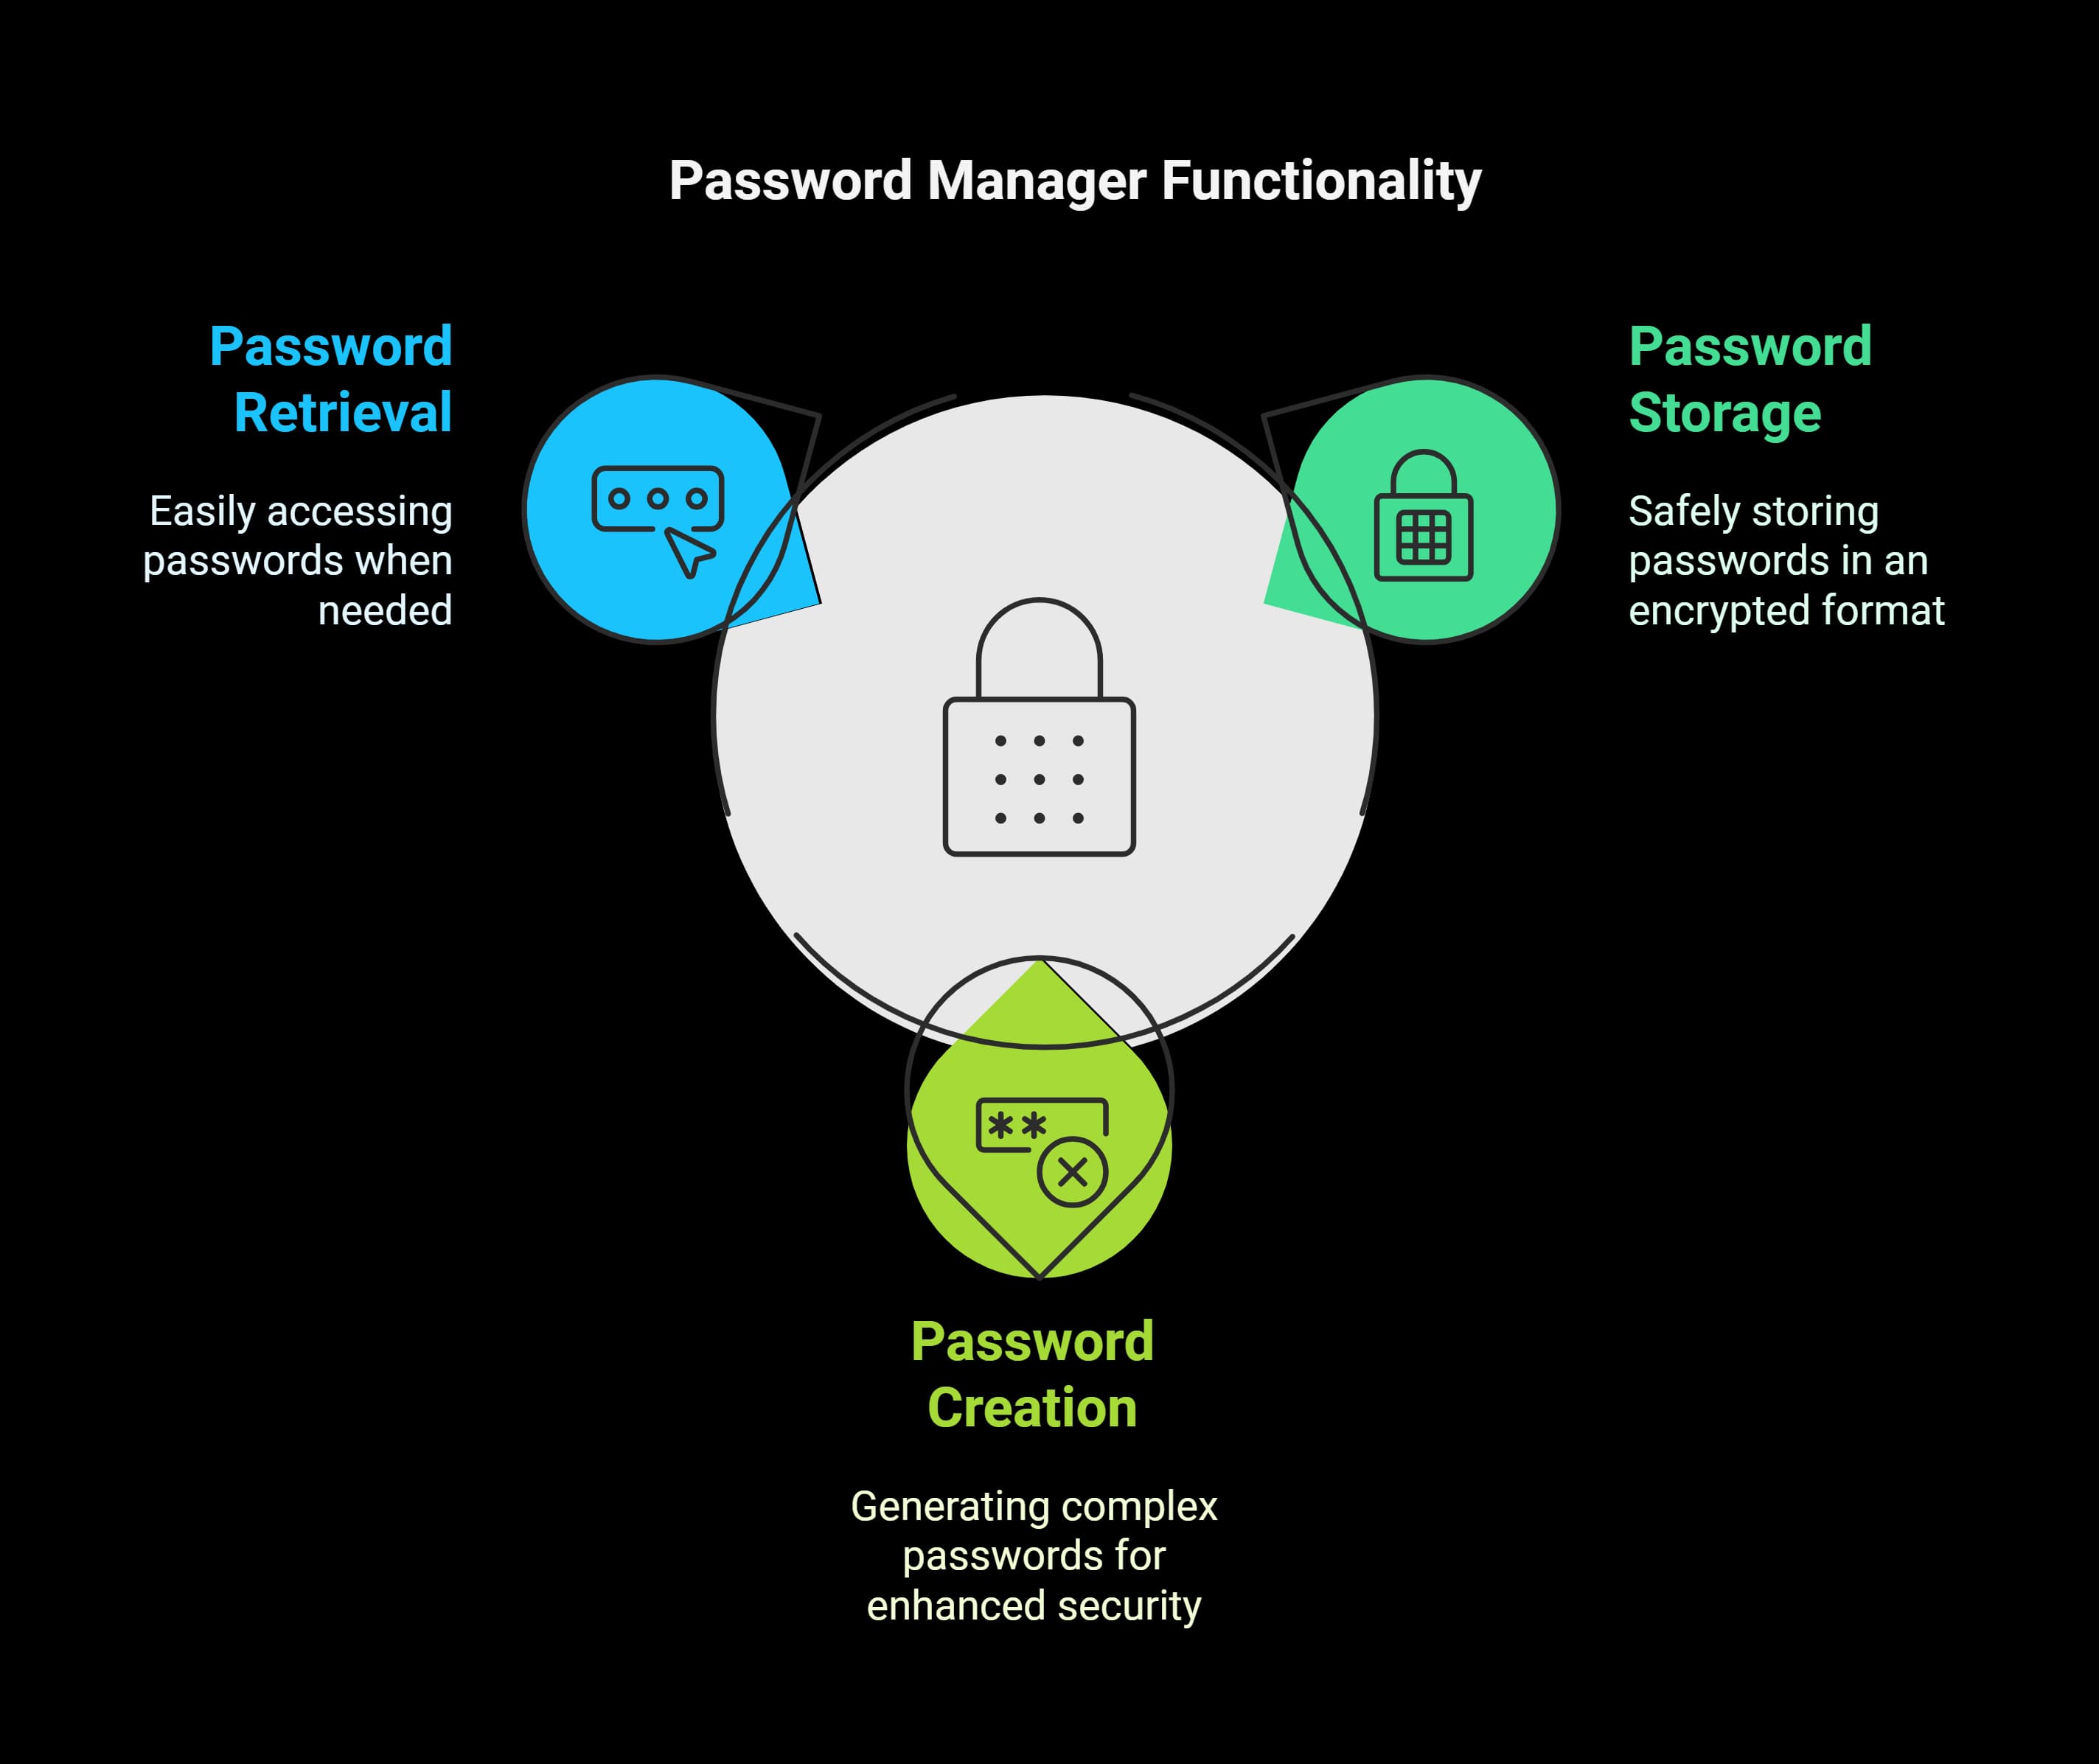 Password Manager Functionality
Password
Retrieval
Easily accessing
passwords when
needed
Password
Storage
Safely storing
passwords in an
encrypted format
Password
Creation
Generating complex
passwords for
enhanced security